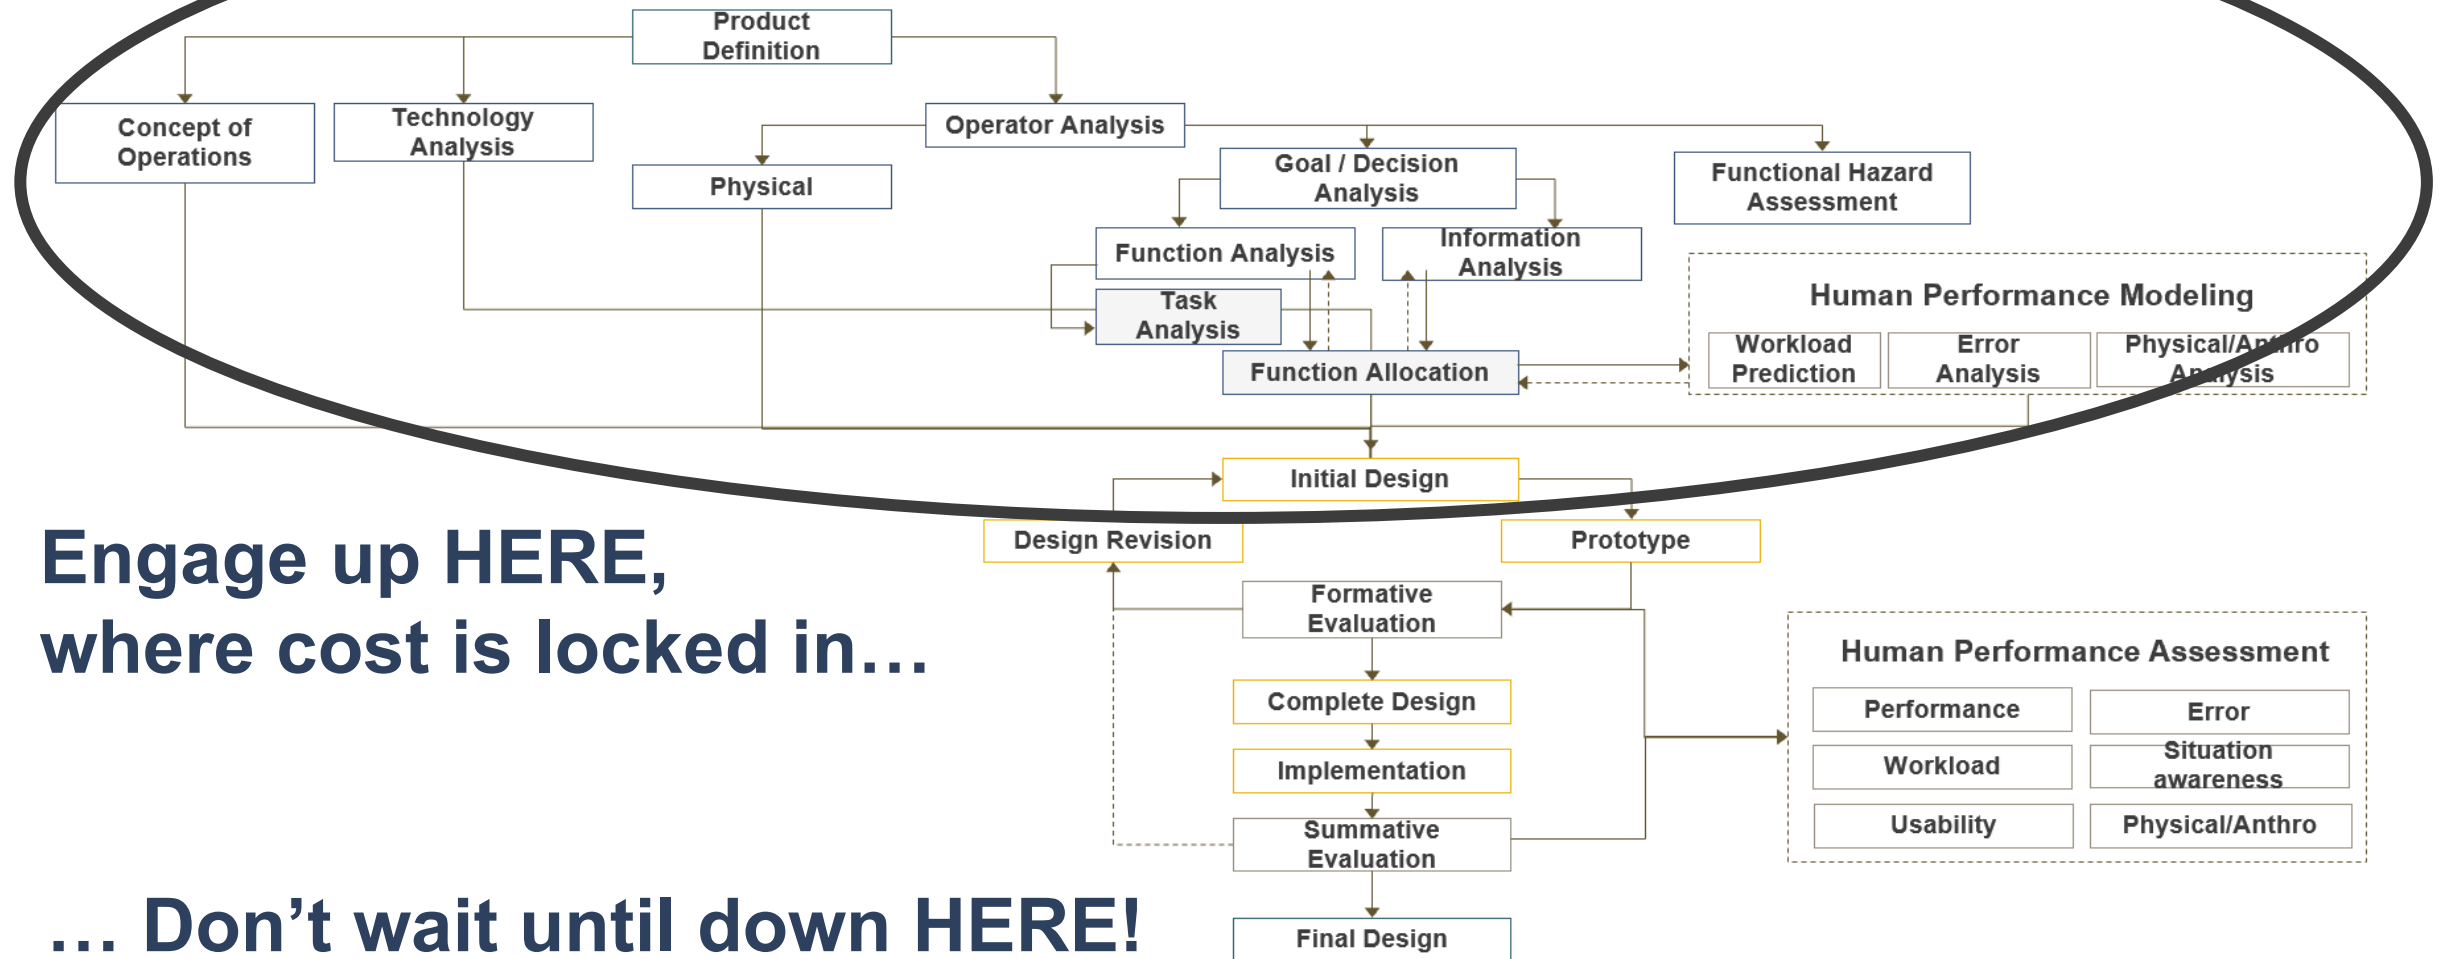 Product
Definition
Concept of
Operations
Technology
Analysis
Operator Analysis
Physical
Goal / Decision
Analysis
Functional Hazard
Assessment
Function Analysis
Information
Analysis
Task
Analysis
Human Performance Modeling
Workload
Prediction
Error
Analysis
Physical/Anthro
Analysis
Function Allocation
Initial Design
Design Revision
Prototype
Engage up HERE,
where cost is locked in…
Formative
Evaluation
Complete Design
Implementation
Summative
Evaluation
Human Performance Assessment
Performance
Error
Workload
Situation
awareness
Usability
Physical/Anthro
… Don’t wait until down HERE!
Final Design